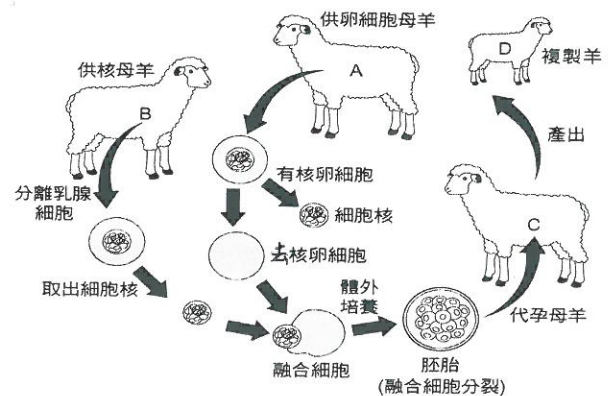 供卵細胞母羊
D
複製羊
供核母羊
A
B
產出
有核卵細胞
分離乳腺
細胞
細胞核
C
去核卵細胞
取出細胞核
體外
培養
代孕母羊
融合細胞
胚胎
(融合細胞分裂)